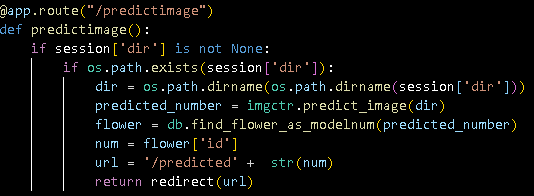 @app.route("/predictimage")
def predictimage():
    if session['dir'] is not None:
        if os.path.exists(session['dir']):
            dir = os.path.dirname(os.path.dirname(session['dir']))
            predicted_number = imgctr.predict_image(dir)
            flower = db.find_flower_as_modelnum(predicted_number)
            num = flower['id']
            url = '/predicted' +  str(num)
            return redirect(url)